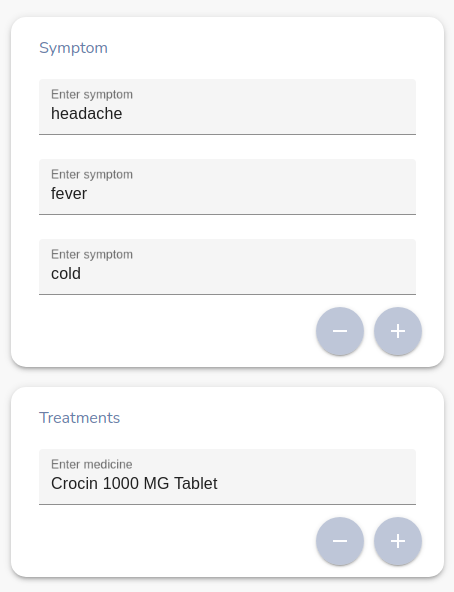 Symptom
Enter symptom
headache
Enter symptom
fever
Enter symptom
cold
Treatments
Enter medicine
Crocin 1000 MG Tablet